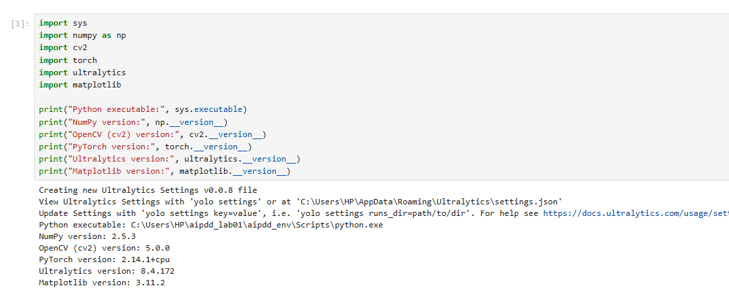 [1]: import sys
import numpy as np
import cv2
import torch
import ultralytics
import matplotlib
print("Python executable:", sys.executable)
print("NumPy version:", np.__version__)
print("OpenCV (cv2) version:", cv2.__version__)
print("PyTorch version:", torch.__version__)
print("Ultralytics version:", ultralytics.__version__)
print("Matplotlib version:", matplotlib.__version__)
Creating new Ultralytics Settings v0.0.8 file
View Ultralytics Settings with 'yolo settings' or at 'C:\Users\HP\AppData\Roaming\Ultralytics\settings.json'
Update Settings with 'yolo settings key=value', i.e. 'yolo settings runs_dir=path/to/dir'. For help see https://docs.ultralytics.com/usage/set
Python executable: C:\Users\HP\aipdd_lab01\aipdd_env\Scripts\python.exe
NumPy version: 2.5.3
OpenCV (cv2) version: 5.0.0
PyTorch version: 2.14.1+cpu
Ultralytics version: 8.4.172
Matplotlib version: 3.11.2